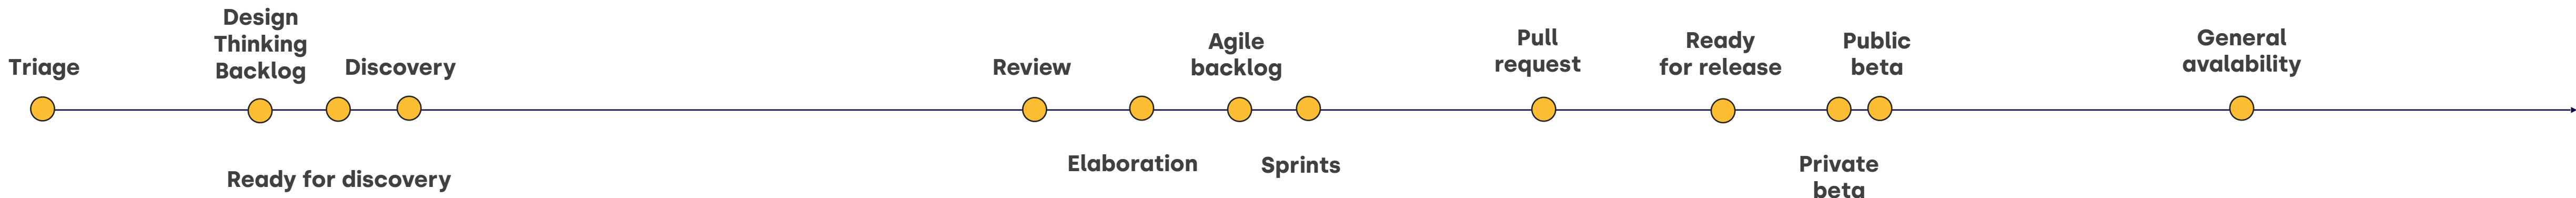 Triage
Design
Thinking
Backlog
Ready for discovery
Discovery
Review
Elaboration
Agile
backlog
Sprints
Pull
request
Ready
for release
Private
beta
Public
beta
General
avalability